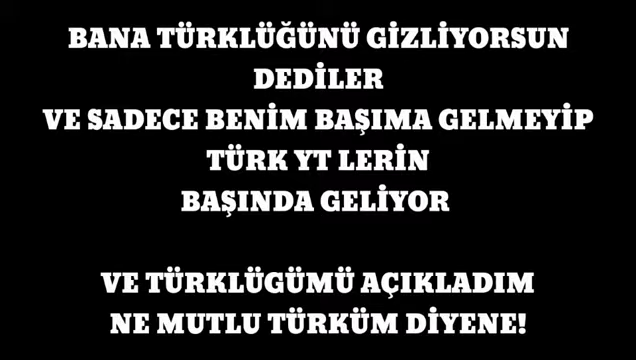 BANA TÜRKLÜĞÜNÜ GİZLİYORSUN
DEDİLER
VE SADECE BENİM BAŞIMA GELMEYİP
TÜRK YT LERİN
BAŞINDA GELİYOR
VE TÜRKLÜGÜMÜ AÇIKLADIM
NE MUTLU TÜRKÜM DİYENE!